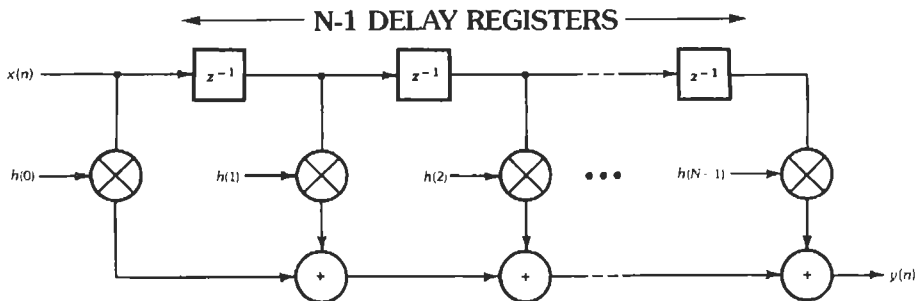 N-1 DELAY REGISTERS
x(n) z⁻¹ z⁻¹ z⁻¹
h(0) h(1) h(2) ••• h(N-1)
+ + + y(n)